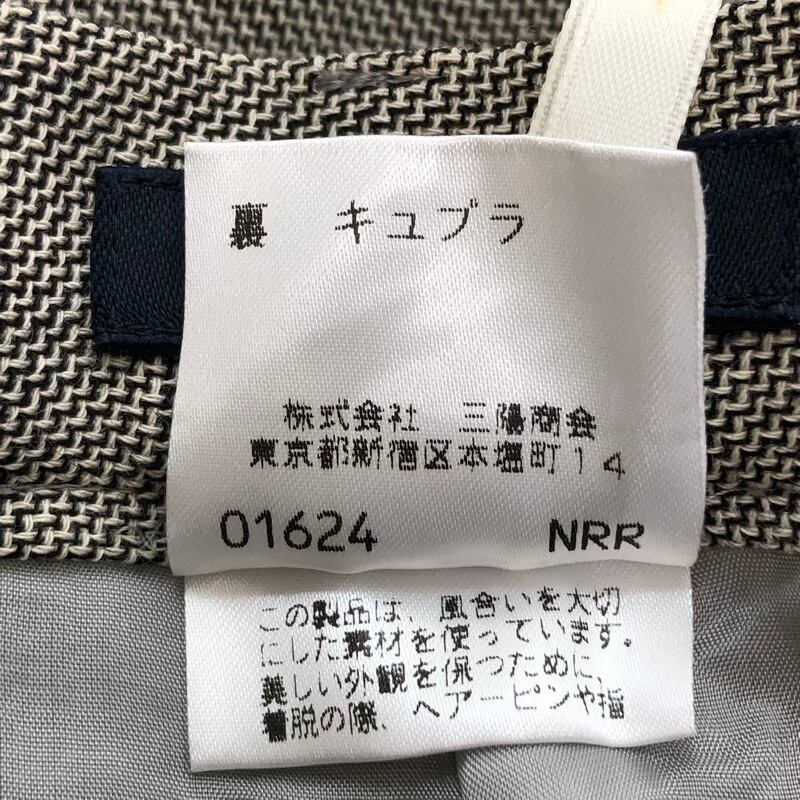 裏 キュプラ
株式会社 三陽商会
東京都新宿区本塩町14
01624 NRR
この製品は、風合いを大切
にした素材を使っています。
美しい外観を保つために、
着脱の際、ヘアーピンや指